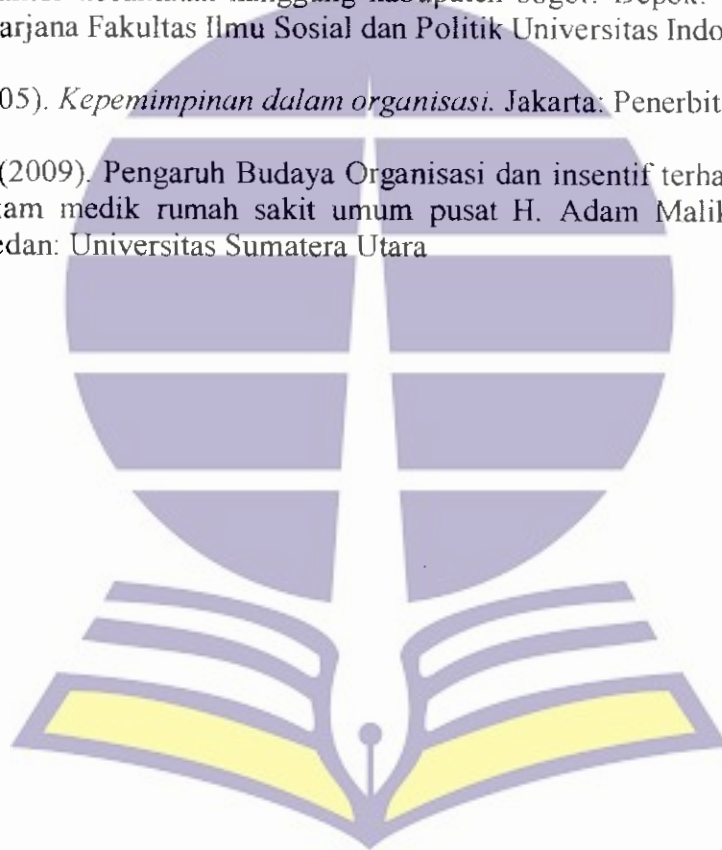 arjana Fakultas Ilmu Sosial dan Politik Universitas Indo
05). Kepemimpinan dalam organisasi. Jakarta: Penerbit
(2009). Pengaruh Budaya Organisasi dan insentif terha
am medik rumah sakit umum pusat H. Adam Malik
edan: Universitas Sumatera Utara